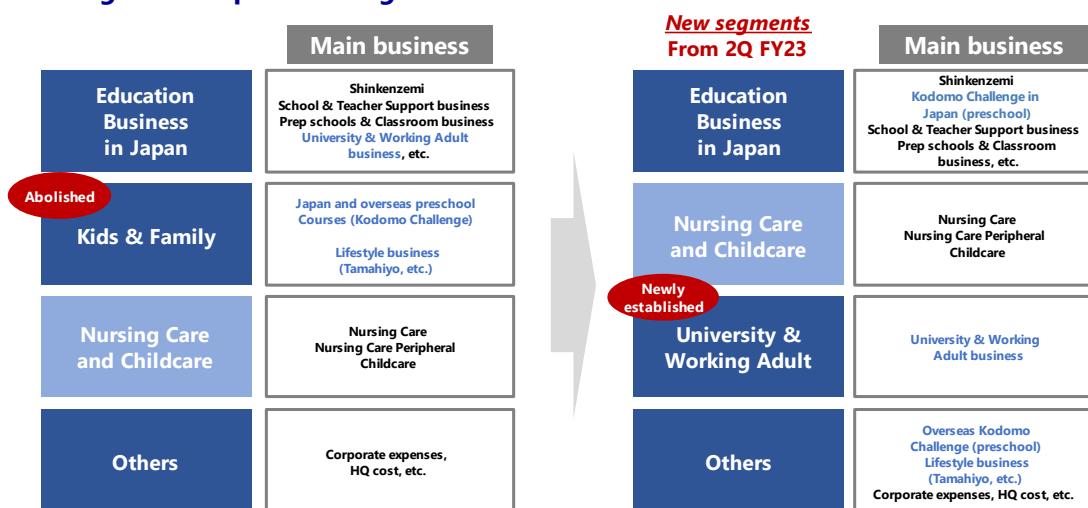 New segments
From 2Q FY23
Main business
Main business
Education
Business
in Japan
Shinkenzemi
School & Teacher Support business
Prep schools & Classroom business
University & Working Adult
business, etc.
Abolished
Kids & Family
Japan and overseas preschool
Courses (Kodomo Challenge)
Lifestyle business
(Tamahiyo, etc.)
Nursing Care
and Childcare
Nursing Care
Nursing Care Peripheral
Childcare
Others
Corporate expenses,
HQ cost, etc.
Education
Business
in Japan
Shinkenzemi
Kodomo Challenge in
Japan (preschool)
School & Teacher Support business
Prep schools & Classroom
business, etc.
Nursing Care
and Childcare
Nursing Care
Nursing Care Peripheral
Childcare
Newly
established
University &
Working Adult
University & Working
Adult business
Others
Overseas Kodomo
Challenge (preschool)
Lifestyle business
(Tamahiyo, etc.)
Corporate expenses, HQ cost, etc.